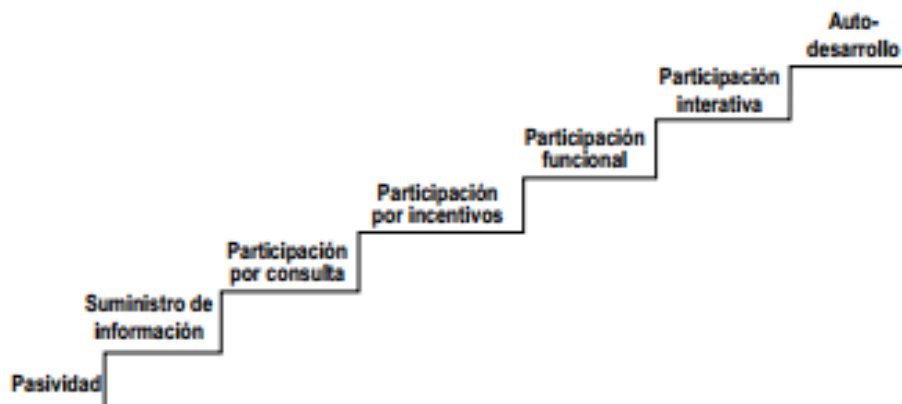 Auto-
desarrollo
Participación
interativa
Participación
funcional
Participación
por incentivos
Participación
por consulta
Suministro de
información
Pasividad